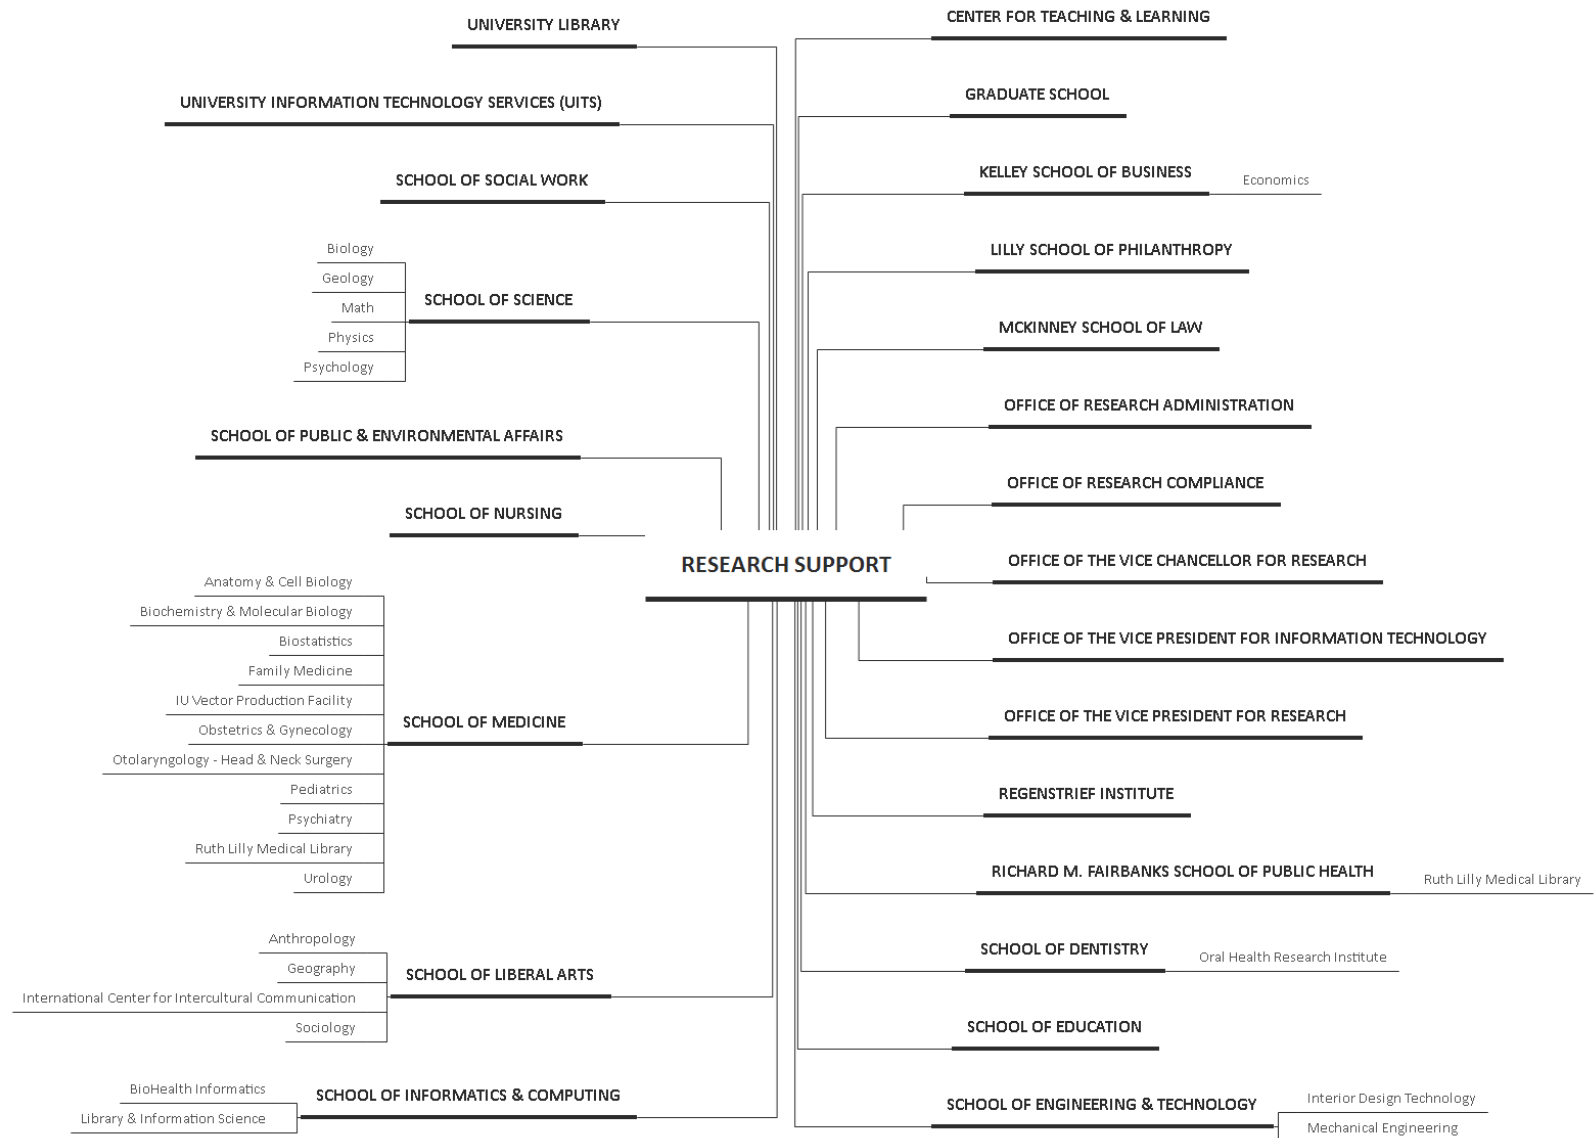 UNIVERSITY LIBRARY
UNIVERSITY INFORMATION TECHNOLOGY SERVICES (UITS)
SCHOOL OF SOCIAL WORK
Biology
Geology
Math
Physics
Psychology
SCHOOL OF SCIENCE
SCHOOL OF PUBLIC & ENVIRONMENTAL AFFAIRS
SCHOOL OF NURSING
Anatomy & Cell Biology
Biochemistry & Molecular Biology
Biostatistics
Family Medicine
IU Vector Production Facility
Obstetrics & Gynecology
Otolaryngology - Head & Neck Surgery
Pediatrics
Psychiatry
Ruth Lilly Medical Library
Urology
SCHOOL OF MEDICINE
Anthropology
Geography
International Center for Intercultural Communication
Sociology
SCHOOL OF LIBERAL ARTS
BioHealth Informatics
Library & Information Science
SCHOOL OF INFORMATICS & COMPUTING
RESEARCH SUPPORT
CENTER FOR TEACHING & LEARNING
GRADUATE SCHOOL
KELLEY SCHOOL OF BUSINESS
Economics
LILLY SCHOOL OF PHILANTHROPY
MCKINNEY SCHOOL OF LAW
OFFICE OF RESEARCH ADMINISTRATION
OFFICE OF RESEARCH COMPLIANCE
OFFICE OF THE VICE CHANCELLOR FOR RESEARCH
OFFICE OF THE VICE PRESIDENT FOR INFORMATION TECHNOLOGY
OFFICE OF THE VICE PRESIDENT FOR RESEARCH
REGENSTRIEF INSTITUTE
RICHARD M. FAIRBANKS SCHOOL OF PUBLIC HEALTH
Ruth Lilly Medical Library
SCHOOL OF DENTISTRY
Oral Health Research Institute
SCHOOL OF EDUCATION
SCHOOL OF ENGINEERING & TECHNOLOGY
Interior Design Technology
Mechanical Engineering